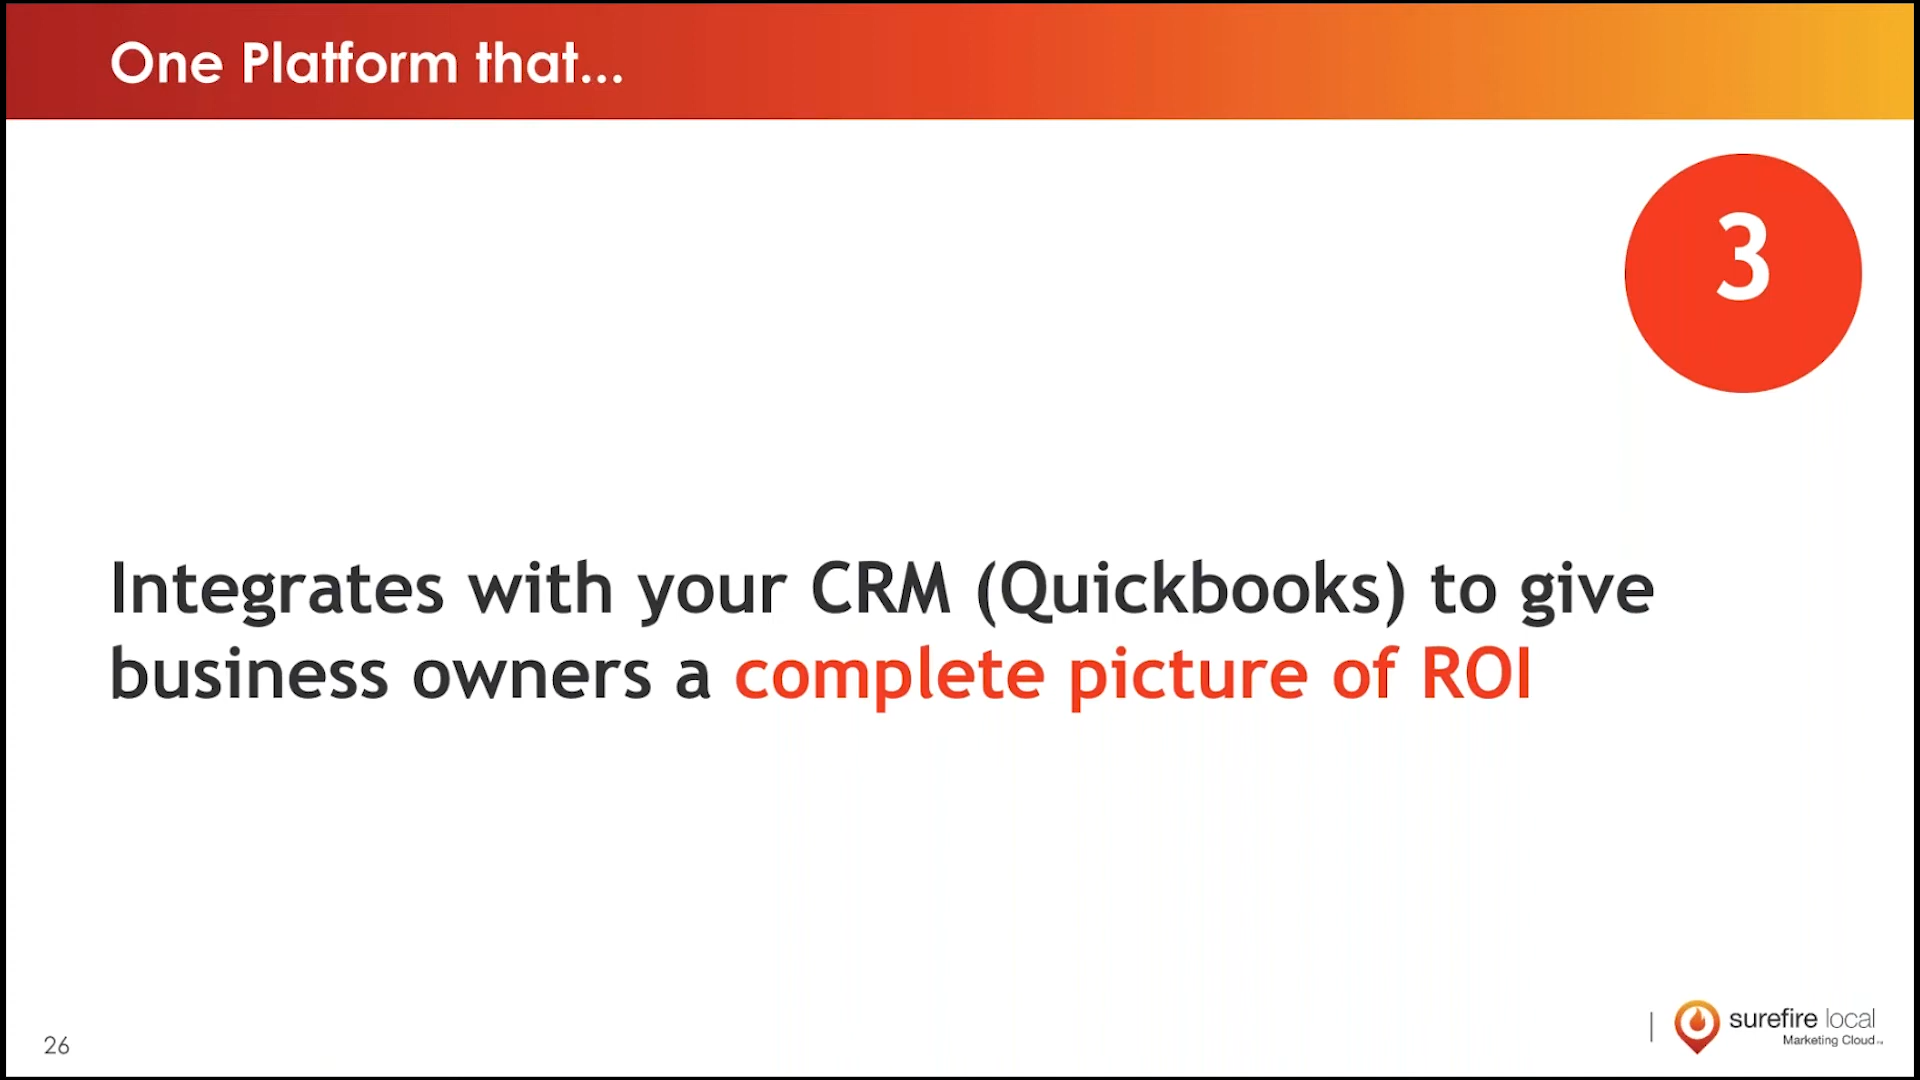 One Platform that...
3
Integrates with your CRM (Quickbooks) to give
business owners a complete picture of ROI
26
surefire local
Marketing Cloud